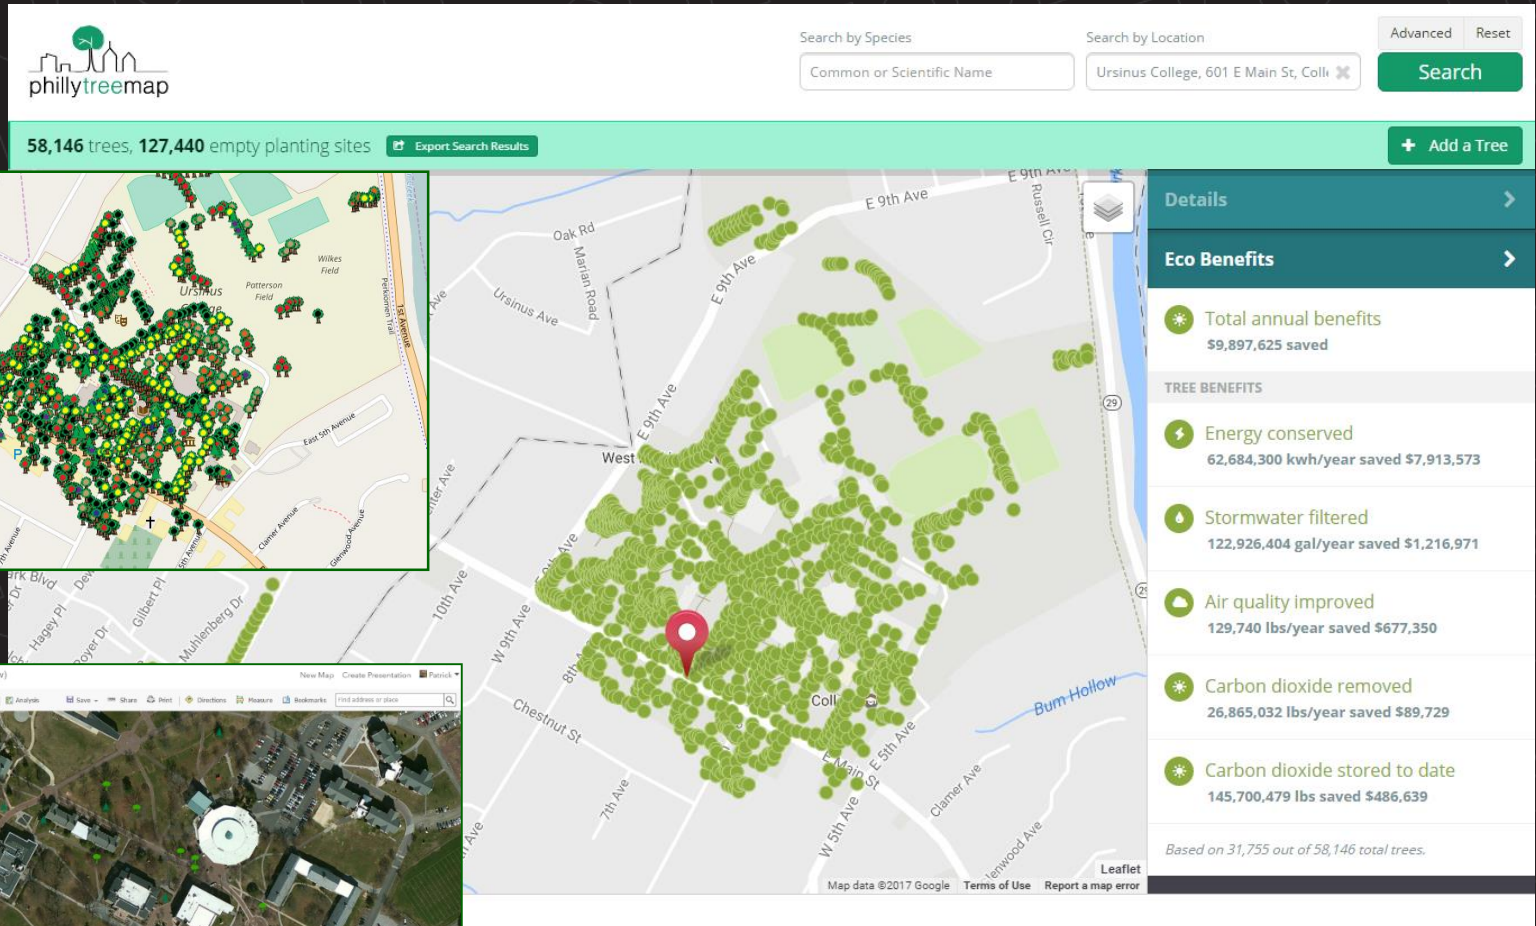 phillytreemap
Search by Species
Common or Scientific Name
Search by Location
Ursinus College, 601 E Main St, Coll
Advanced
Reset
Search
58,146 trees, 127,440 empty planting sites
Export Search Results
Add a Tree
Wilkes
Field
Patterson
Field
Ursinus
Perkiomen Trail
1st Avenue
East 5th Avenue
Clamer Avenue
Glenwood Avenue
P
E 9th Ave
E 9th Ave
Russell Cir
Oak Rd
Marian Road
Ursinus Ave
E 9th Ave
Ave
E 9th Ave
29
West
10th Ave
W 9th Ave
8th
Chestnut St
7th Ave
Coll
E Main St
E 5th Ave
W 5th Ave
Clamer Ave
Bum Hollow
Hagey Pl
Gilbert Pl
Muhlenberg Dr
Leaflet
Map data ©2017 Google
Terms of Use
Report a map error
New Map
Create Presentation
Patrick
Analysis
Save
Share
Print
Directions
Measure
Bookmarks
Find address or place
Details
Eco Benefits
Total annual benefits
$9,897,625 saved
TREE BENEFITS
Energy conserved
62,684,300 kwh/year saved $7,913,573
Stormwater filtered
122,926,404 gal/year saved $1,216,971
Air quality improved
129,740 lbs/year saved $677,350
Carbon dioxide removed
26,865,032 lbs/year saved $89,729
Carbon dioxide stored to date
145,700,479 lbs saved $486,639
Based on 31,755 out of 58,146 total trees.